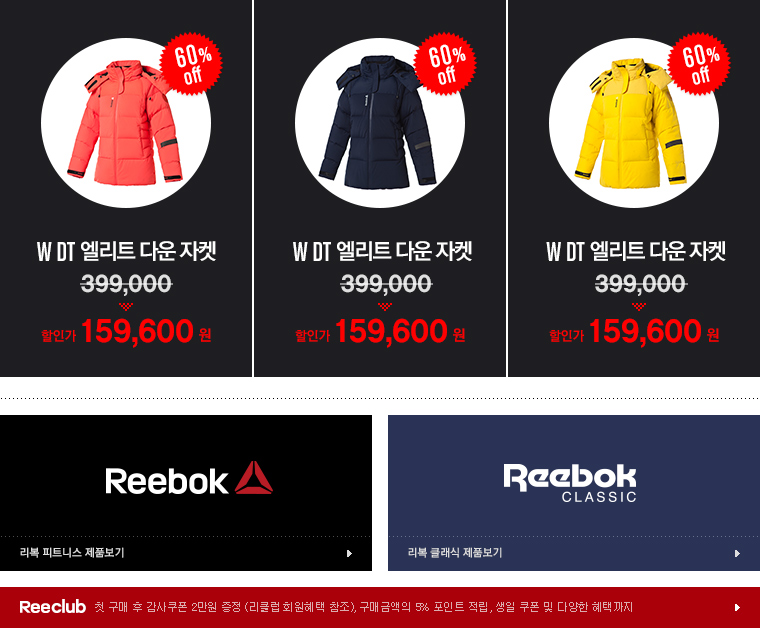 60%
off
60%
off
60%
off
W DT 엘리트 다운 자켓
399,000
할인가 159,600 원
W DT 엘리트 다운 자켓
399,000
할인가 159,600 원
W DT 엘리트 다운 자켓
399,000
할인가 159,600 원
Reebok
리복 피트니스 제품보기
Reebok
CLASSIC
리복 클래식 제품보기
Reeclub 첫 구매 후 감사쿠폰 2만원 증정 (리클럽 회원혜택 참조), 구매금액의 5% 포인트 적립, 생일 쿠폰 및 다양한 혜택까지